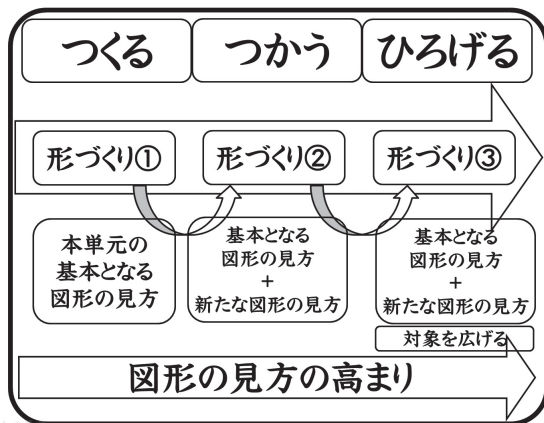 つくる
つかう
ひろげる
形づくり①
形づくり②
形づくり③
本単元の
基本となる
図形の見方
基本となる
図形の見方
+
新たな図形の見方
基本となる
図形の見方
+
新たな図形の見方
対象を広げる
図形の見方の高まり